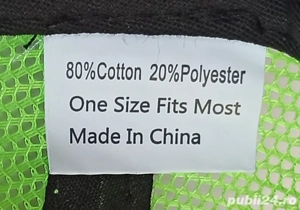 80%Cotton 20%Polyester
One Size Fits Most
Made In China
publi24.ro